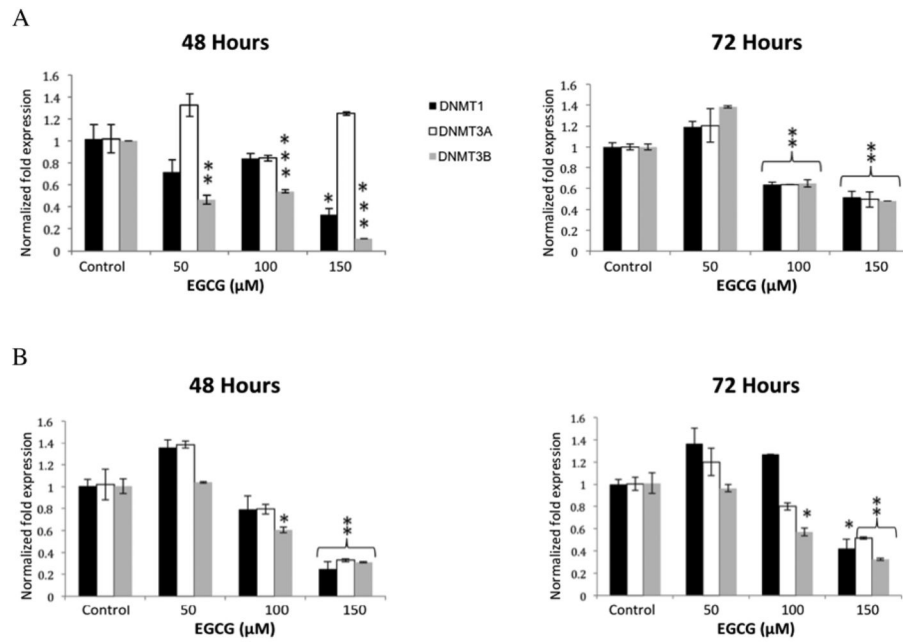 A
48 Hours
Normalized fold expression
1.6
1.4
1.2
1
0.8
0.6
0.4
0.2
0
**
***
*
***
Control 50 100 150
EGCG (µM)
DNMT1
DNMT3A
DNMT3B
72 Hours
Normalized fold expression
1.6
1.4
1.2
1
0.8
0.6
0.4
0.2
0
**
**
Control 50 100 150
EGCG (µM)
B
48 Hours
Normalized fold expression
1.6
1.4
1.2
1
0.8
0.6
0.4
0.2
0
*
**
Control 50 100 150
EGCG (µM)
72 Hours
Normalized fold expression
1.6
1.4
1.2
1
0.8
0.6
0.4
0.2
0
*
*
**
Control 50 100 150
EGCG (µM)